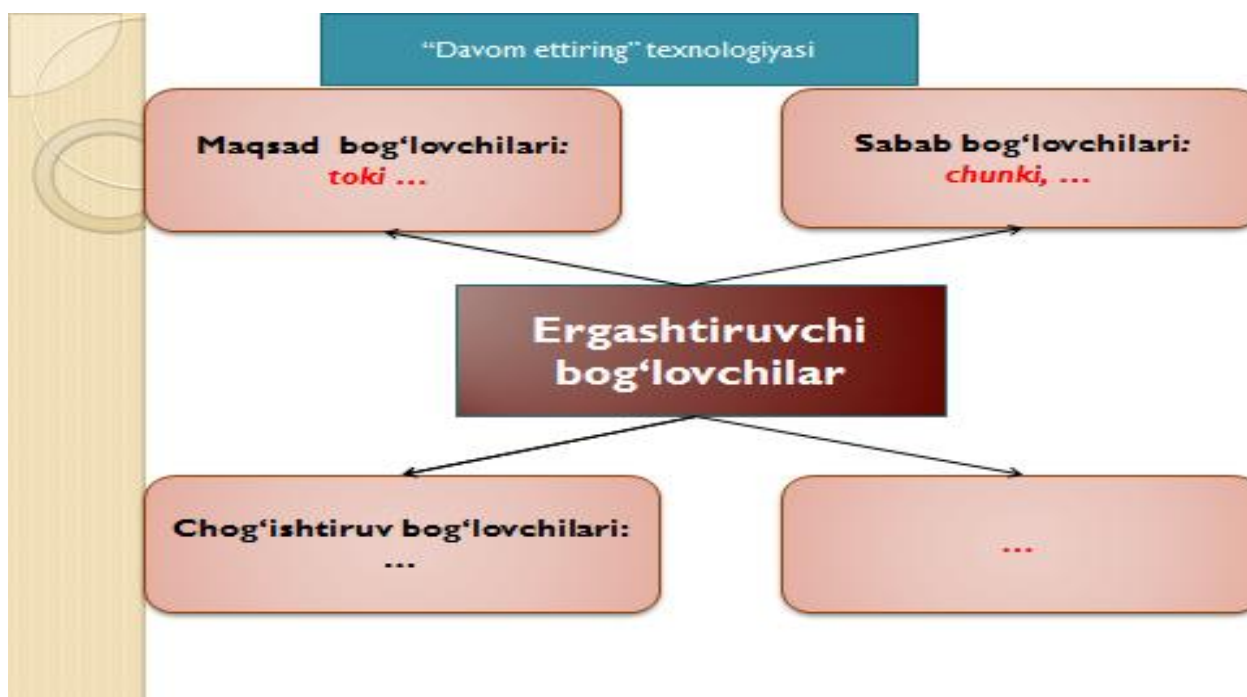 “Davom ettiring” texnologiyasi
Maqsad bog‘lovchilari:
toki ...
Sabab bog‘lovchilari:
chunki, ...
Ergashtiruvchi
bog‘lovchilar
Chog‘ishtiruv bog‘lovchilari:
...
...